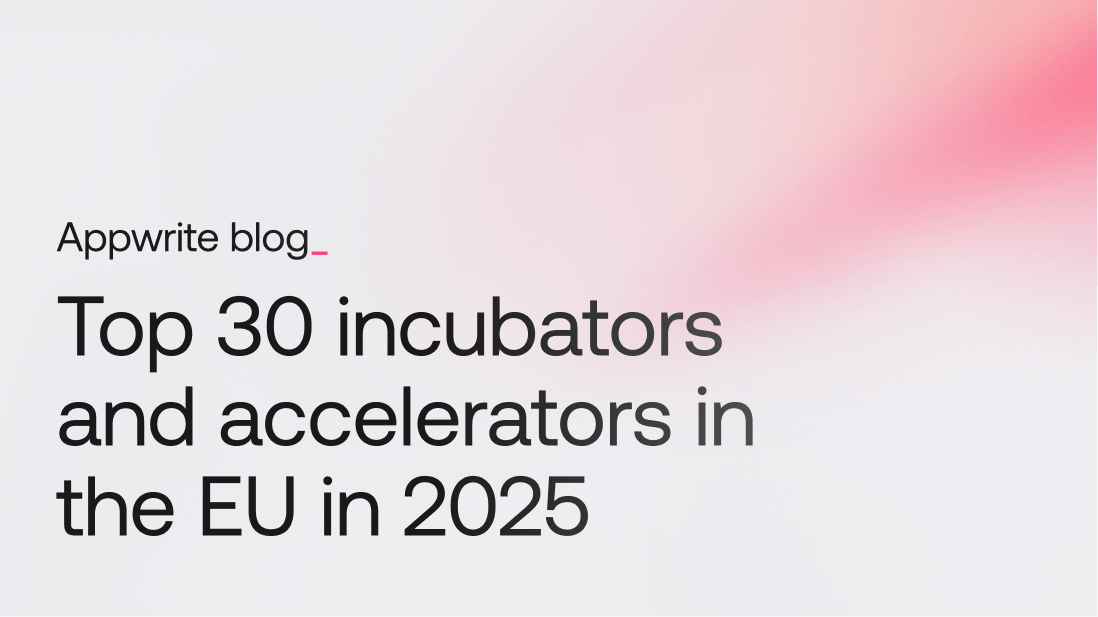 Appwrite blog_
Top 30 incubators
and accelerators in
the EU in 2025